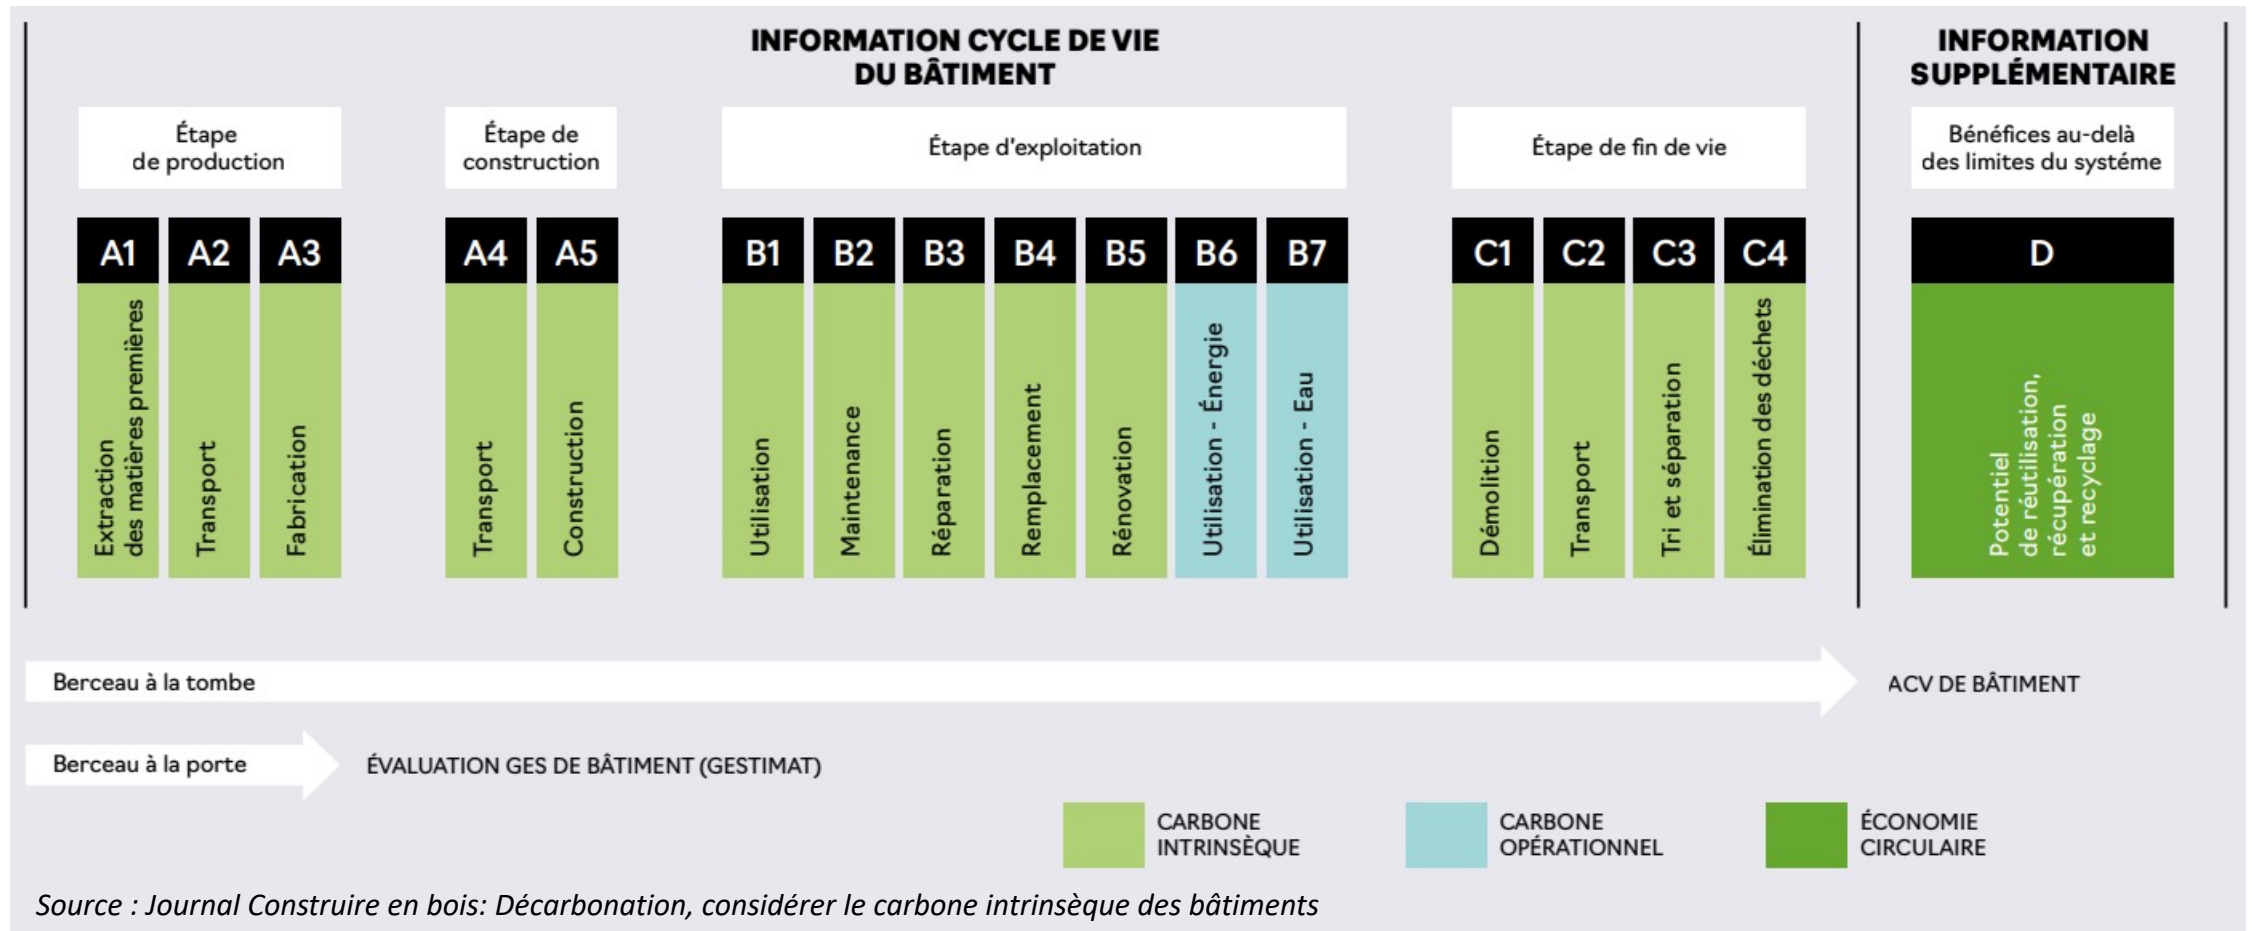 INFORMATION CYCLE DE VIE
DU BÂTIMENT
INFORMATION
SUPPLÉMENTAIRE
Étape
de production
Étape de
construction
Étape d'exploitation
Étape de fin de vie
Bénéfices au-delà
des limites du systéme
A1
A2
A3
A4
A5
B1
B2
B3
B4
B5
B6
B7
C1
C2
C3
C4
D
Extraction
des matières premières
Transport
Fabrication
Transport
Construction
Utilisation
Maintenance
Réparation
Remplacement
Rénovation
Utilisation - Énergie
Utilisation - Eau
Démolition
Transport
Tri et séparation
Élimination des déchets
Potentiel
de réutilisation,
récupération
et recyclage
Berceau à la tombe
ACV DE BÂTIMENT
Berceau à la porte
ÉVALUATION GES DE BÂTIMENT (GESTIMAT)
CARBONE
INTRINSÈQUE
CARBONE
OPÉRATIONNEL
ÉCONOMIE
CIRCULAIRE
Source : Journal Construire en bois: Décarbonation, considérer le carbone intrinsèque des bâtiments